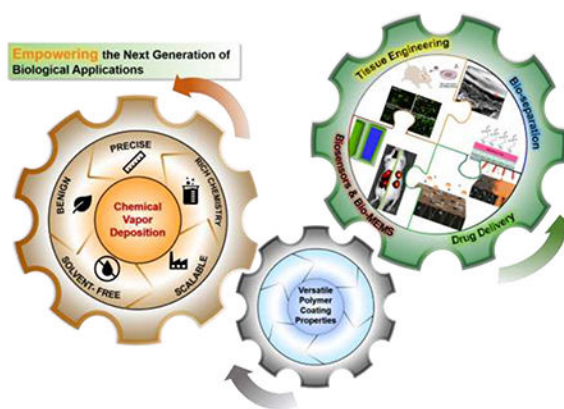 Empowering the Next Generation of
Biological Applications
PRECISE
RICH CHEMISTRY
SCALABLE
SOLVENT- FREE
BENIGN
Chemical
Vapor
Deposition
Versatile
Polymer
Coating
Properties
Tissue Engineering
Bio-separation
Drug Delivery
Biosensors & Bio-MEMS